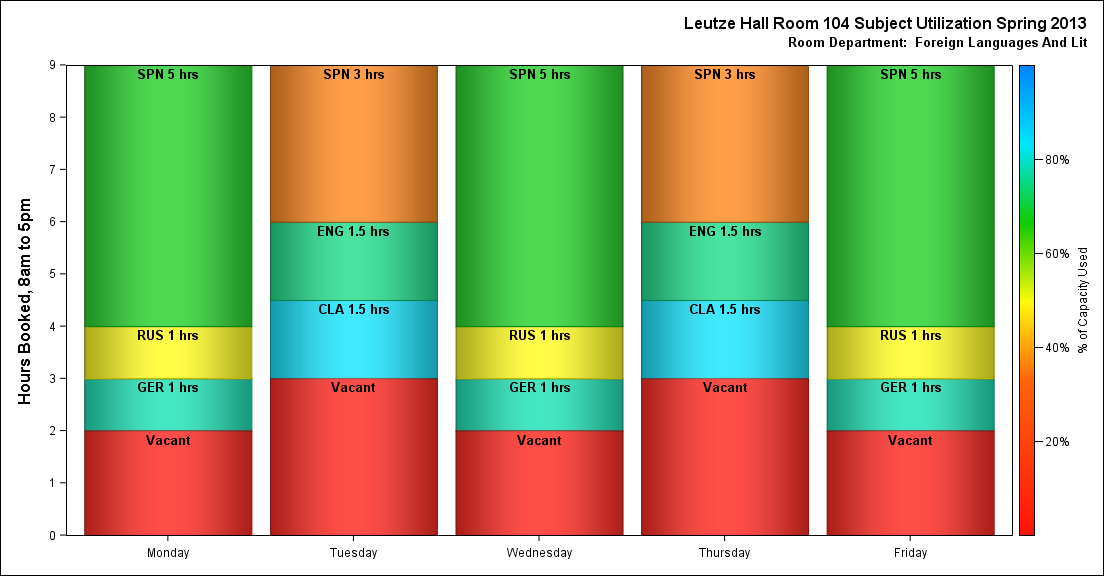 Leutze Hall Room 104 Subject Utilization Spring 2013
Room Department:  Foreign Languages And Lit
Hours Booked, 8am to 5pm
9
8
7
6
5
4
3
2
1
0
SPN 5 hrs
RUS 1 hrs
GER 1 hrs
Vacant
SPN 3 hrs
ENG 1.5 hrs
CLA 1.5 hrs
Vacant
SPN 5 hrs
RUS 1 hrs
GER 1 hrs
Vacant
SPN 3 hrs
ENG 1.5 hrs
CLA 1.5 hrs
Vacant
SPN 5 hrs
RUS 1 hrs
GER 1 hrs
Vacant
Monday
Tuesday
Wednesday
Thursday
Friday
80%
60%
40%
20%
% of Capacity Used